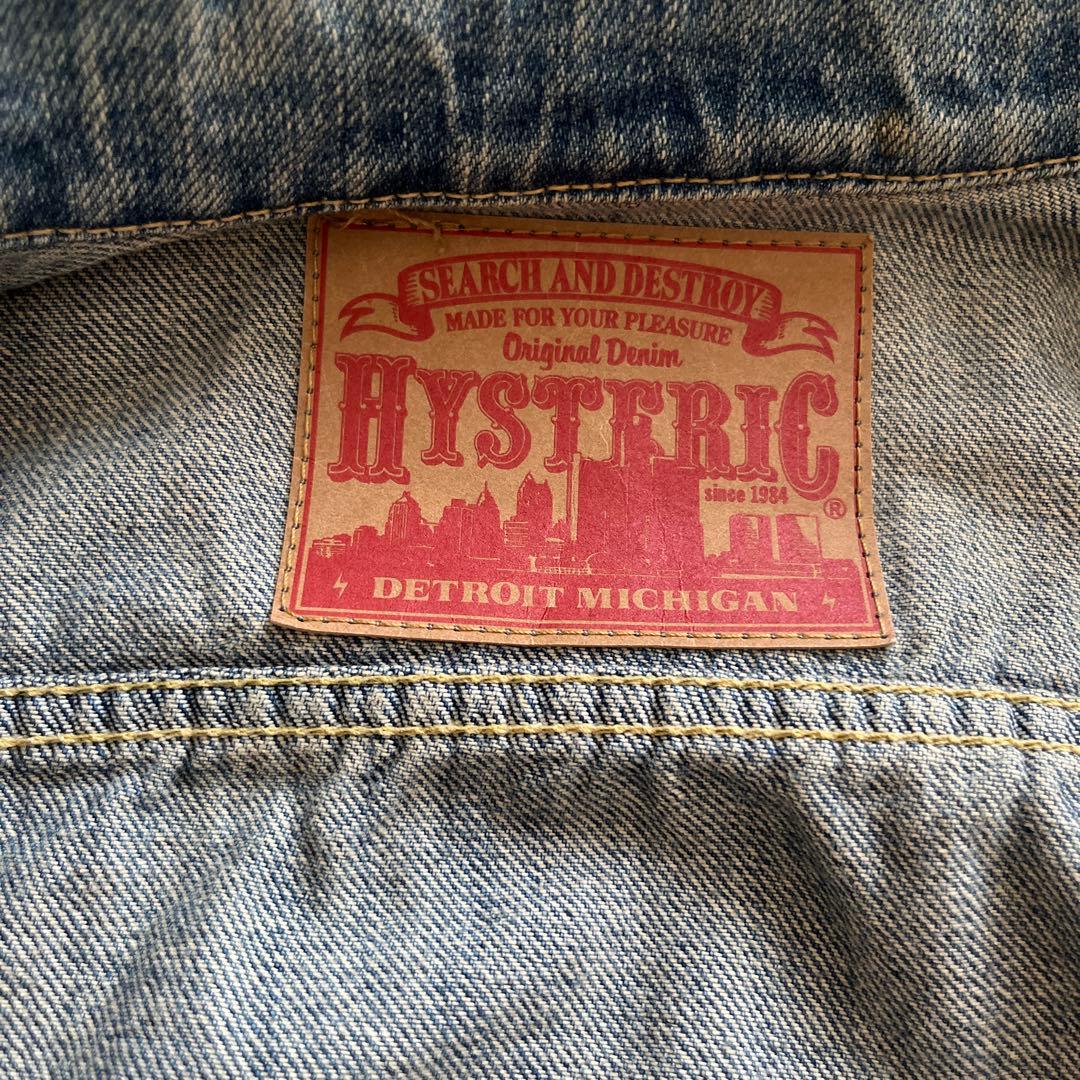 SEARCH AND DESTROY
MADE FOR YOUR PLEASURE
Original Denim
HYSTERIC
since 1984
®
DETROIT MICHIGAN